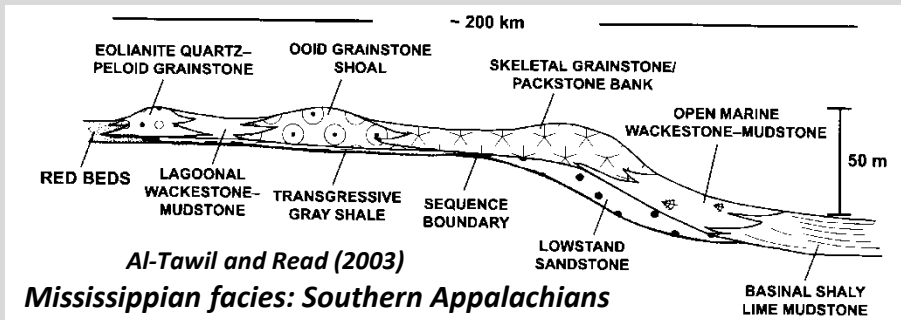 ~ 200 km
EOLIANITE QUARTZ–
PELOID GRAINSTONE
OOID GRAINSTONE
SHOAL
SKELETAL GRAINSTONE/
PACKSTONE BANK
OPEN MARINE
WACKESTONE–MUDSTONE
50 m
RED BEDS
LAGOONAL
WACKESTONE–
MUDSTONE
TRANSGRESSIVE
GRAY SHALE
SEQUENCE
BOUNDARY
LOWSTAND
SANDSTONE
BASINAL SHALY
LIME MUDSTONE
Al-Tawil and Read (2003)
Mississippian facies: Southern Appalachians